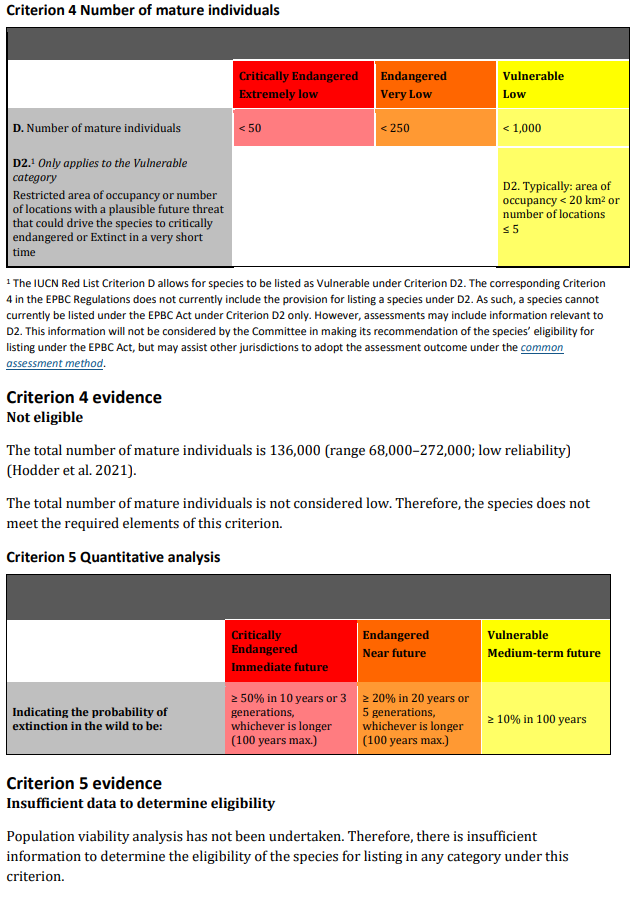 Criterion 4 Number of mature individuals
Critically Endangered
Extremely low
Endangered
Very Low
Vulnerable
Low
D. Number of mature individuals
< 50
< 250
< 1,000
D2.¹ Only applies to the Vulnerable
category
Restricted area of occupancy or number
of locations with a plausible future threat
that could drive the species to critically
endangered or Extinct in a very short
time
D2. Typically: area of
occupancy < 20 km² or
number of locations
≤ 5
¹ The IUCN Red List Criterion D allows for species to be listed as Vulnerable under Criterion D2. The corresponding Criterion
4 in the EPBC Regulations does not currently include the provision for listing a species under D2. As such, a species cannot
currently be listed under the EPBC Act under Criterion D2 only. However, assessments may include information relevant to
D2. This information will not be considered by the Committee in making its recommendation of the species' eligibility for
listing under the EPBC Act, but may assist other jurisdictions to adopt the assessment outcome under the common
assessment method.
Criterion 4 evidence
Not eligible
The total number of mature individuals is 136,000 (range 68,000–272,000; low reliability)
(Hodder et al. 2021).
The total number of mature individuals is not considered low. Therefore, the species does not
meet the required elements of this criterion.
Criterion 5 Quantitative analysis
Critically
Endangered
Immediate future
Endangered
Near future
Vulnerable
Medium-term future
Indicating the probability of
extinction in the wild to be:
≥ 50% in 10 years or 3
generations,
whichever is longer
(100 years max.)
≥ 20% in 20 years or
5 generations,
whichever is longer
(100 years max.)
≥ 10% in 100 years
Criterion 5 evidence
Insufficient data to determine eligibility
Population viability analysis has not been undertaken. Therefore, there is insufficient
information to determine the eligibility of the species for listing in any category under this
criterion.